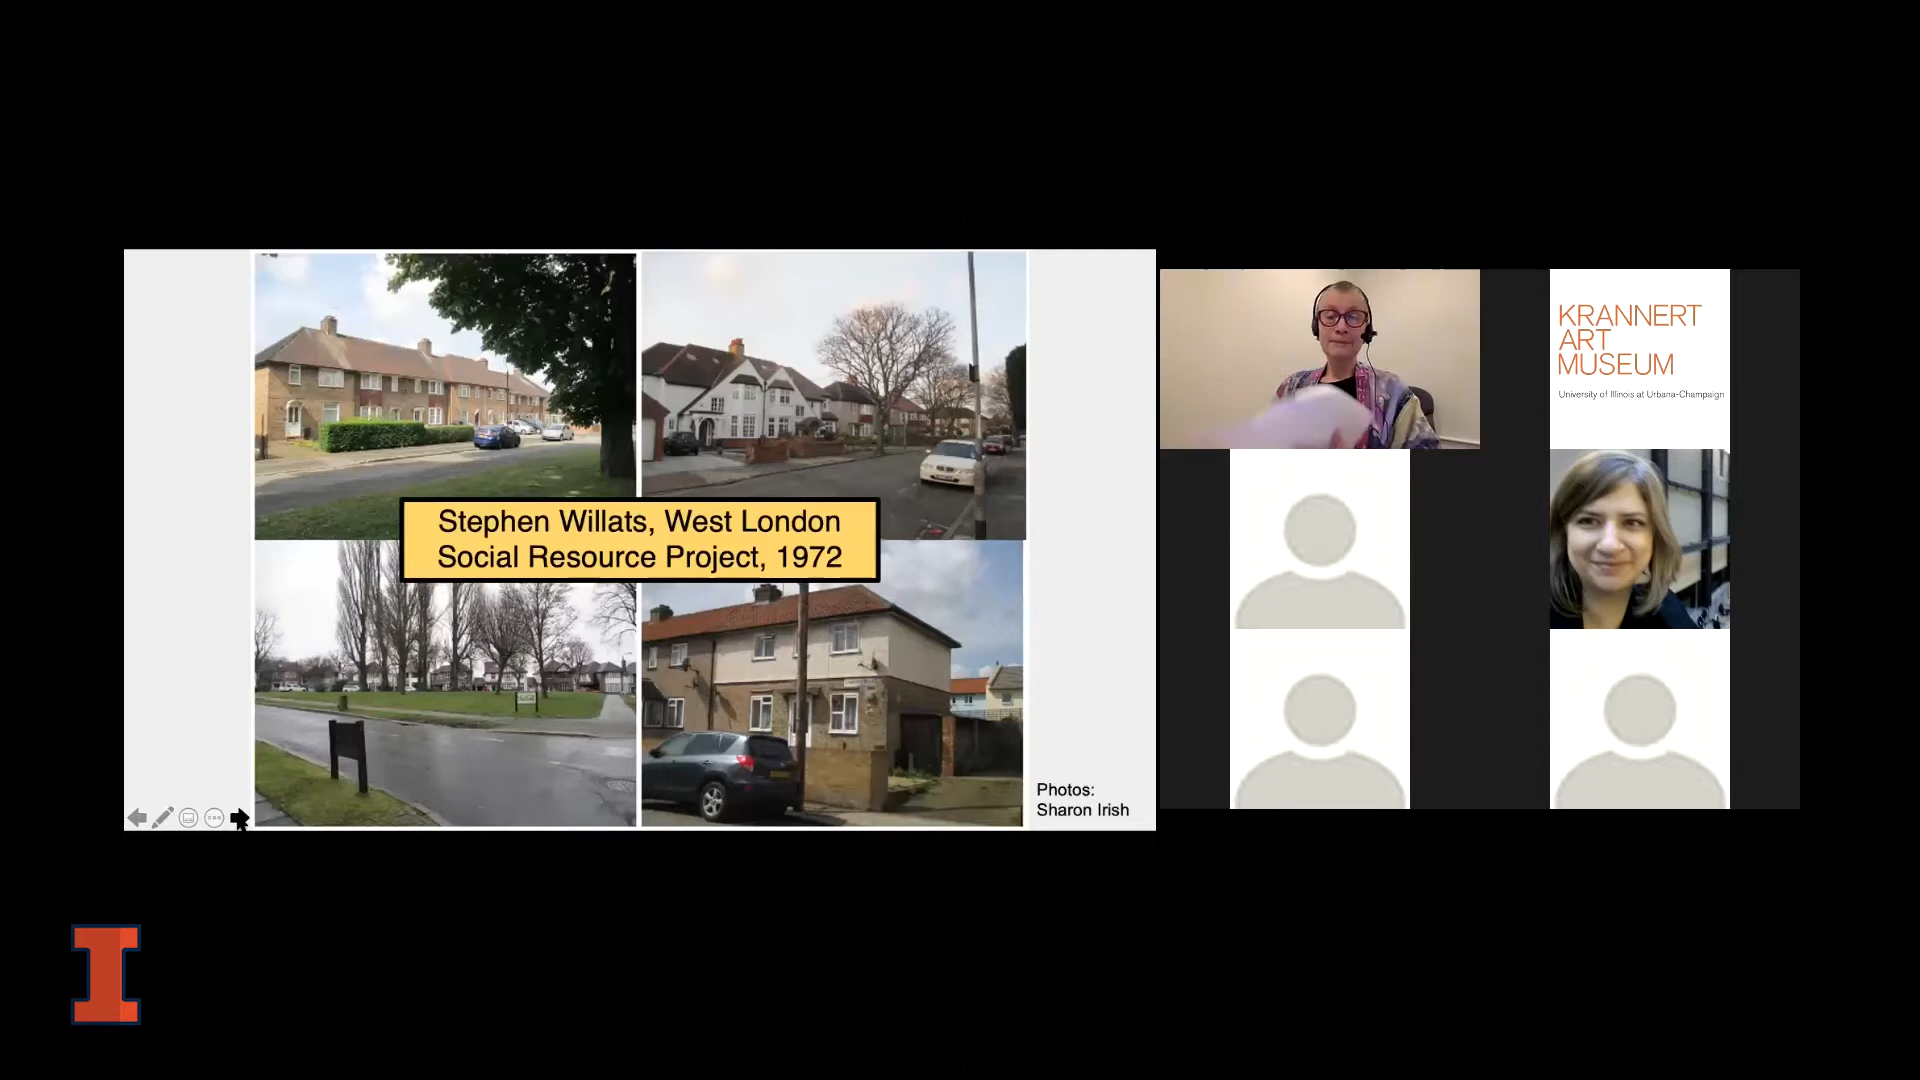 Stephen Willats, West London
Social Resource Project, 1972
Photos:
Sharon Irish
KRANNERT
ART
MUSEUM
University of Illinois at Urbana-Champaign
I